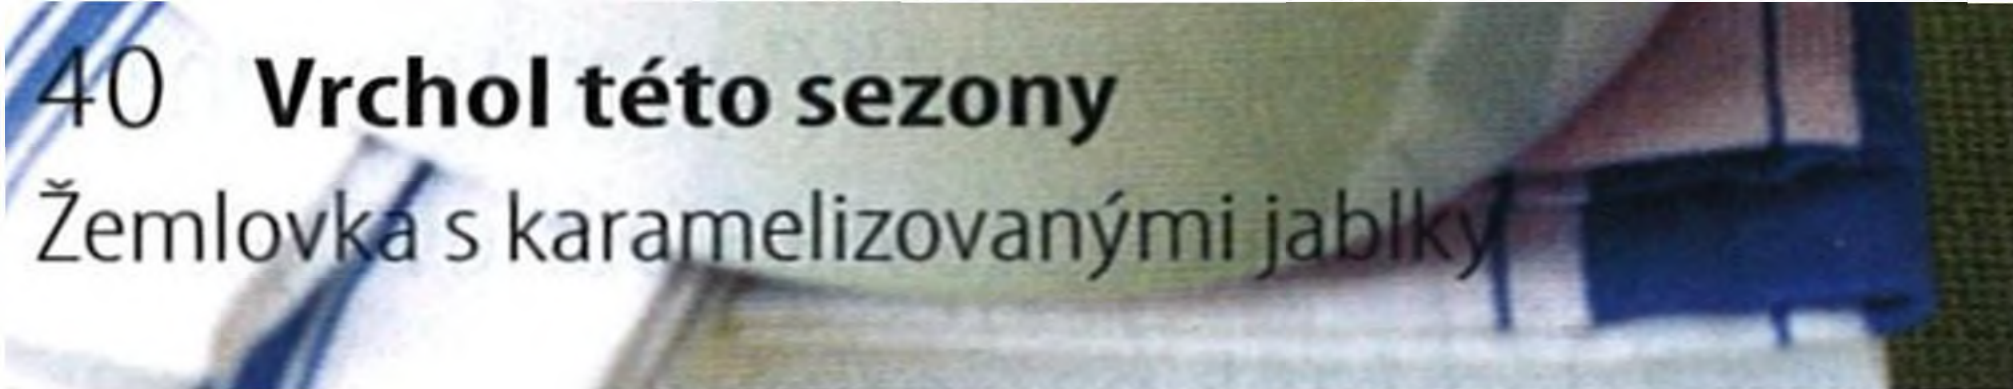 40 Vrchol této sezony
Žemlovka s karamelizovanými jablky